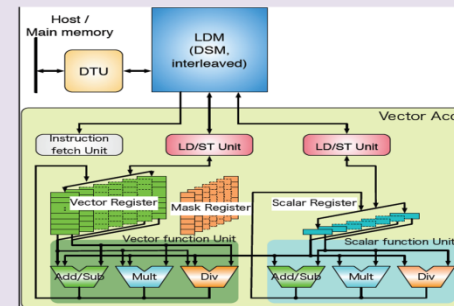 Host /
Main memory
LDM
(DSM,
interleaved)
DTU
Vector Acc
Instruction
fetch Unit
LD/ST Unit
LD/ST Unit
Vector Register
Mask Register
Scalar Register
Vector function Unit
Scalar function Unit
Add/Sub
Mult
Div
Add/Sub
Mult
Div